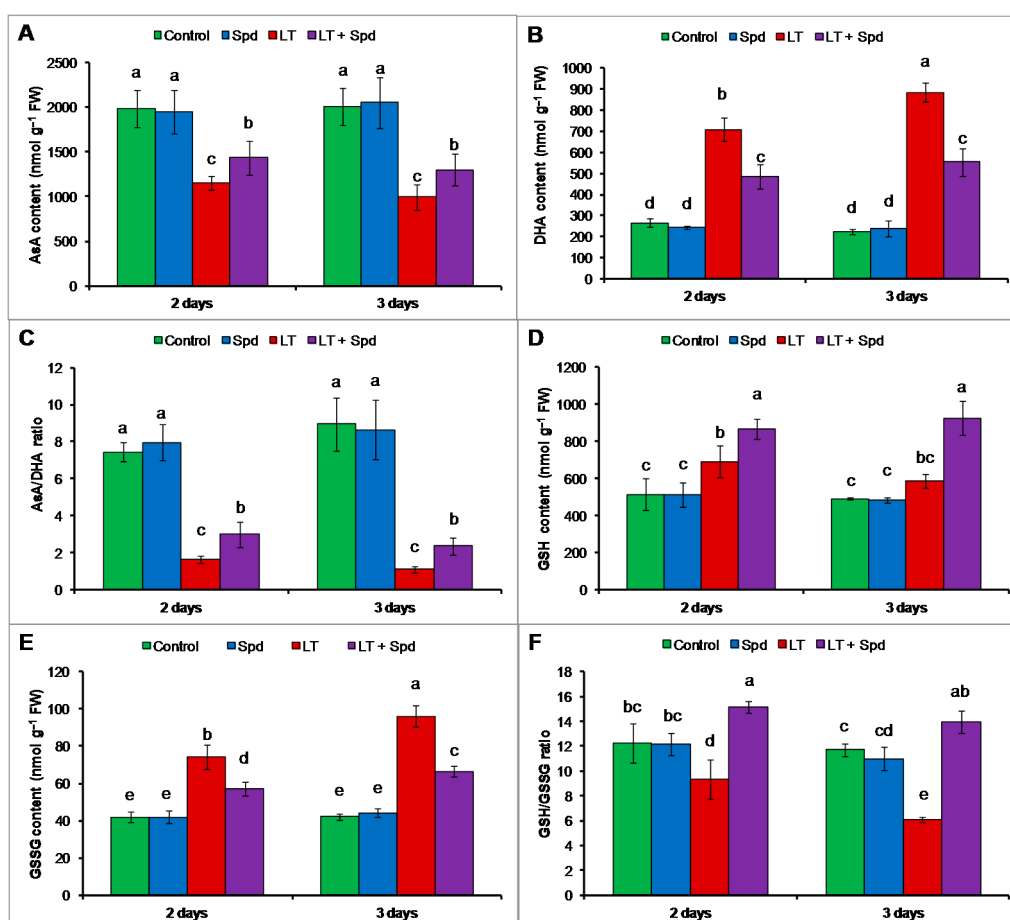 A
Control Spd LT LT + Spd
AsA content (nmol g⁻¹ FW)
2500
2000
1500
1000
500
0
a a c b
a a c b
2 days 3 days
B
Control Spd LT LT + Spd
DHA content (nmol g⁻¹ FW)
1000
900
800
700
600
500
400
300
200
100
0
d d b c
d d a c
2 days 3 days
C
Control Spd LT LT + Spd
AsA/DHA ratio
12
10
8
6
4
2
0
a a c b
a a c b
2 days 3 days
D
Control Spd LT LT + Spd
GSH content (nmol g⁻¹ FW)
1200
1000
800
600
400
200
0
c c b a
c c bc a
2 days 3 days
E
Control Spd LT LT + Spd
GSSG content (nmol g⁻¹ FW)
120
100
80
60
40
20
0
e e b d
e e a c
2 days 3 days
F
Control Spd LT LT + Spd
GSH/GSSG ratio
18
16
14
12
10
8
6
4
2
0
bc bc d a
c cd e ab
2 days 3 days